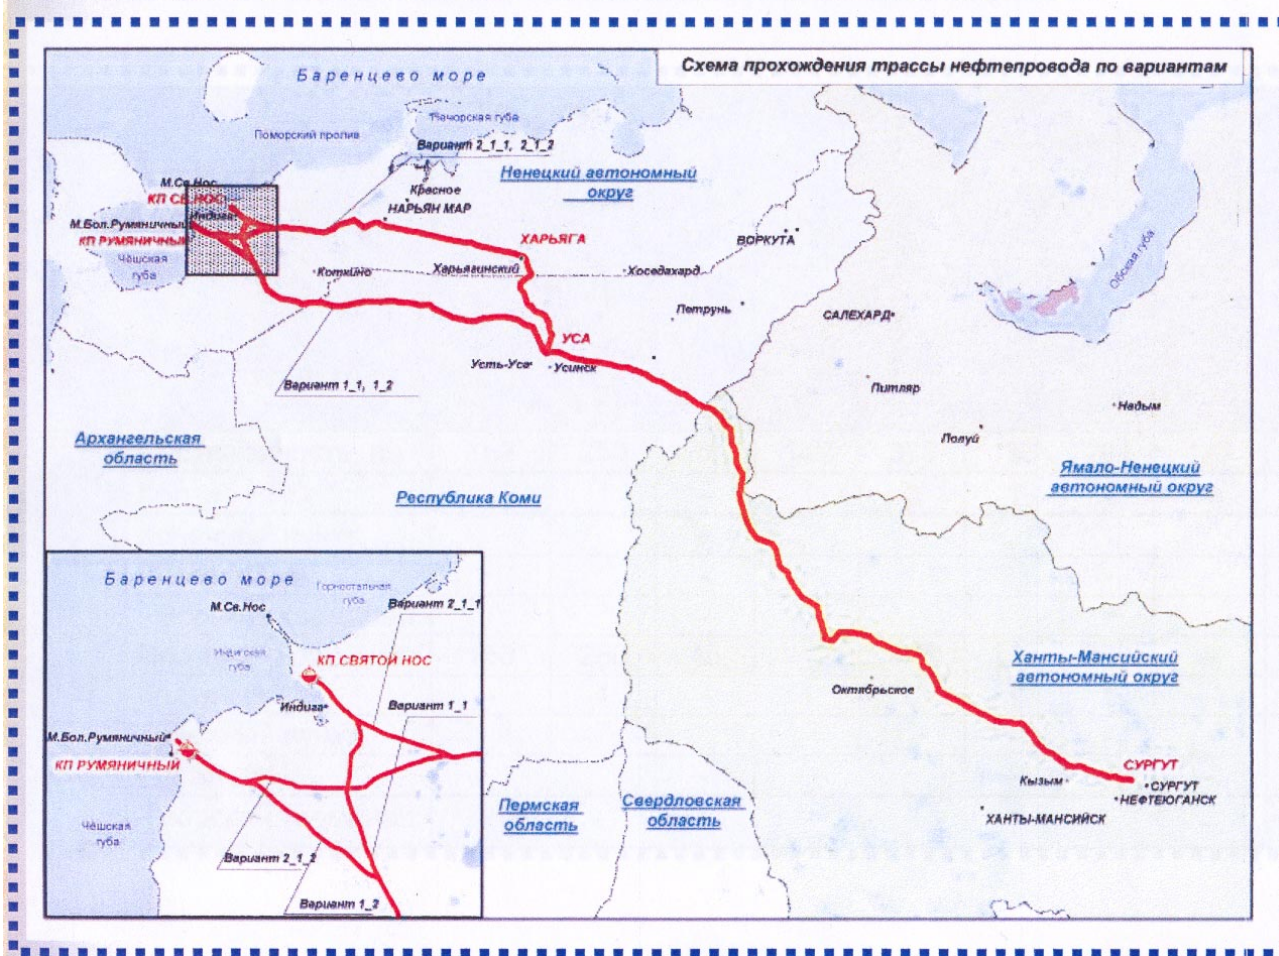 Схема прохождения трассы нефтепровода по вариантам
Баренцево море
Печорская губа
Поморский пролив
Вариант 2_1_1, 2_1_2
Ненецкий автономный
округ
М.Св.Нос
КП СВ.НОС
Красное
НАРЬЯН МАР
Индига
М.Бол.Румяничный
КП РУМЯНИЧНЫЙ
Чёшская
губа
ХАРЬЯГА
ВОРКУТА
Обская губа
Коткино
Харьягинский
Хоседахард
Петрунь
САЛЕХАРД
УСА
Усть-Уса
Усинск
Вариант 1_1, 1_2
Питляр
Надым
Полуй
Архангельская
область
Ямало-Ненецкий
автономный округ
Республика Коми
Баренцево море
Горностальная
губа
М.Св.Нос
Вариант 2_1_1
Индигская
губа
КП СВЯТОЙ НОС
Индига
Вариант 1_1
М.Бол.Румяничный
КП РУМЯНИЧНЫЙ
Чёшская
губа
Вариант 2_1_2
Вариант 1_2
Ханты-Мансийский
автономный округ
Октябрьское
Пермская
область
Свердловская
область
СУРГУТ
Кызым
СУРГУТ
НЕФТЕЮГАНСК
ХАНТЫ-МАНСИЙСК